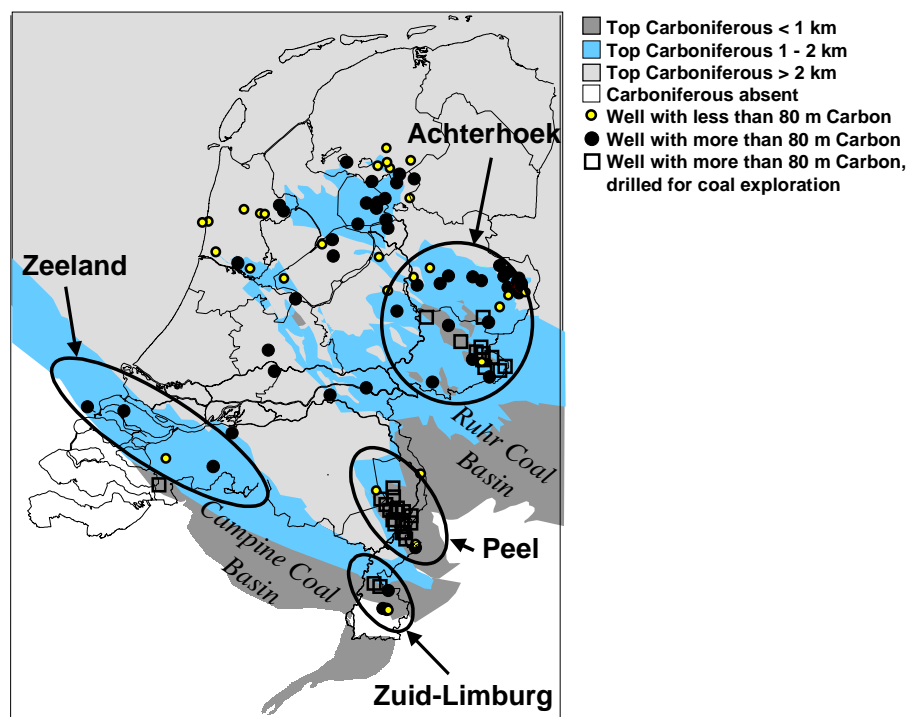 Top Carboniferous < 1 km
Top Carboniferous 1 - 2 km
Top Carboniferous > 2 km
Carboniferous absent
Well with less than 80 m Carbon
Well with more than 80 m Carbon
Well with more than 80 m Carbon,
drilled for coal exploration
Achterhoek
Zeeland
Ruhr Coal
Basin
Campine Coal
Basin
Peel
Zuid-Limburg